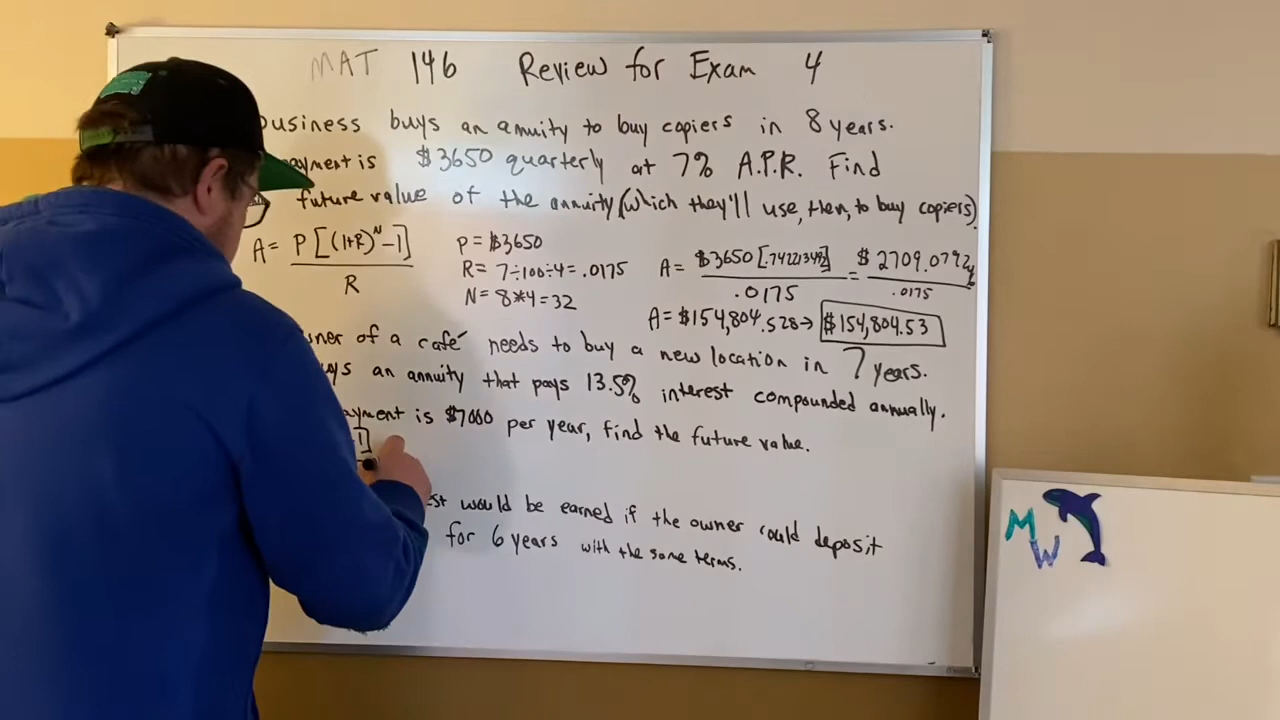 MAT 146 Review for Exam 4
business buys an annuity to buy copiers in 8 years.
payment is $3650 quarterly at 7% A.P.R. Find
future value of the annuity (which they'll use, then, to buy copiers).
A = P[(1+R)^N -1] / R
P = $3650
R = 7÷100÷4 = .0175
N = 8*4 = 32
A = $3650 [.74221349] / .0175 = $2709.0792 / .0175
A = $154,804.528 → $154,804.53
of a café needs to buy a new location in 7 years.
an annuity that pays 13.5% interest compounded annually.
payment is $7000 per year, find the future value.
-1]
would be earned if the owner could deposit
for 6 years with the same terms.
MW